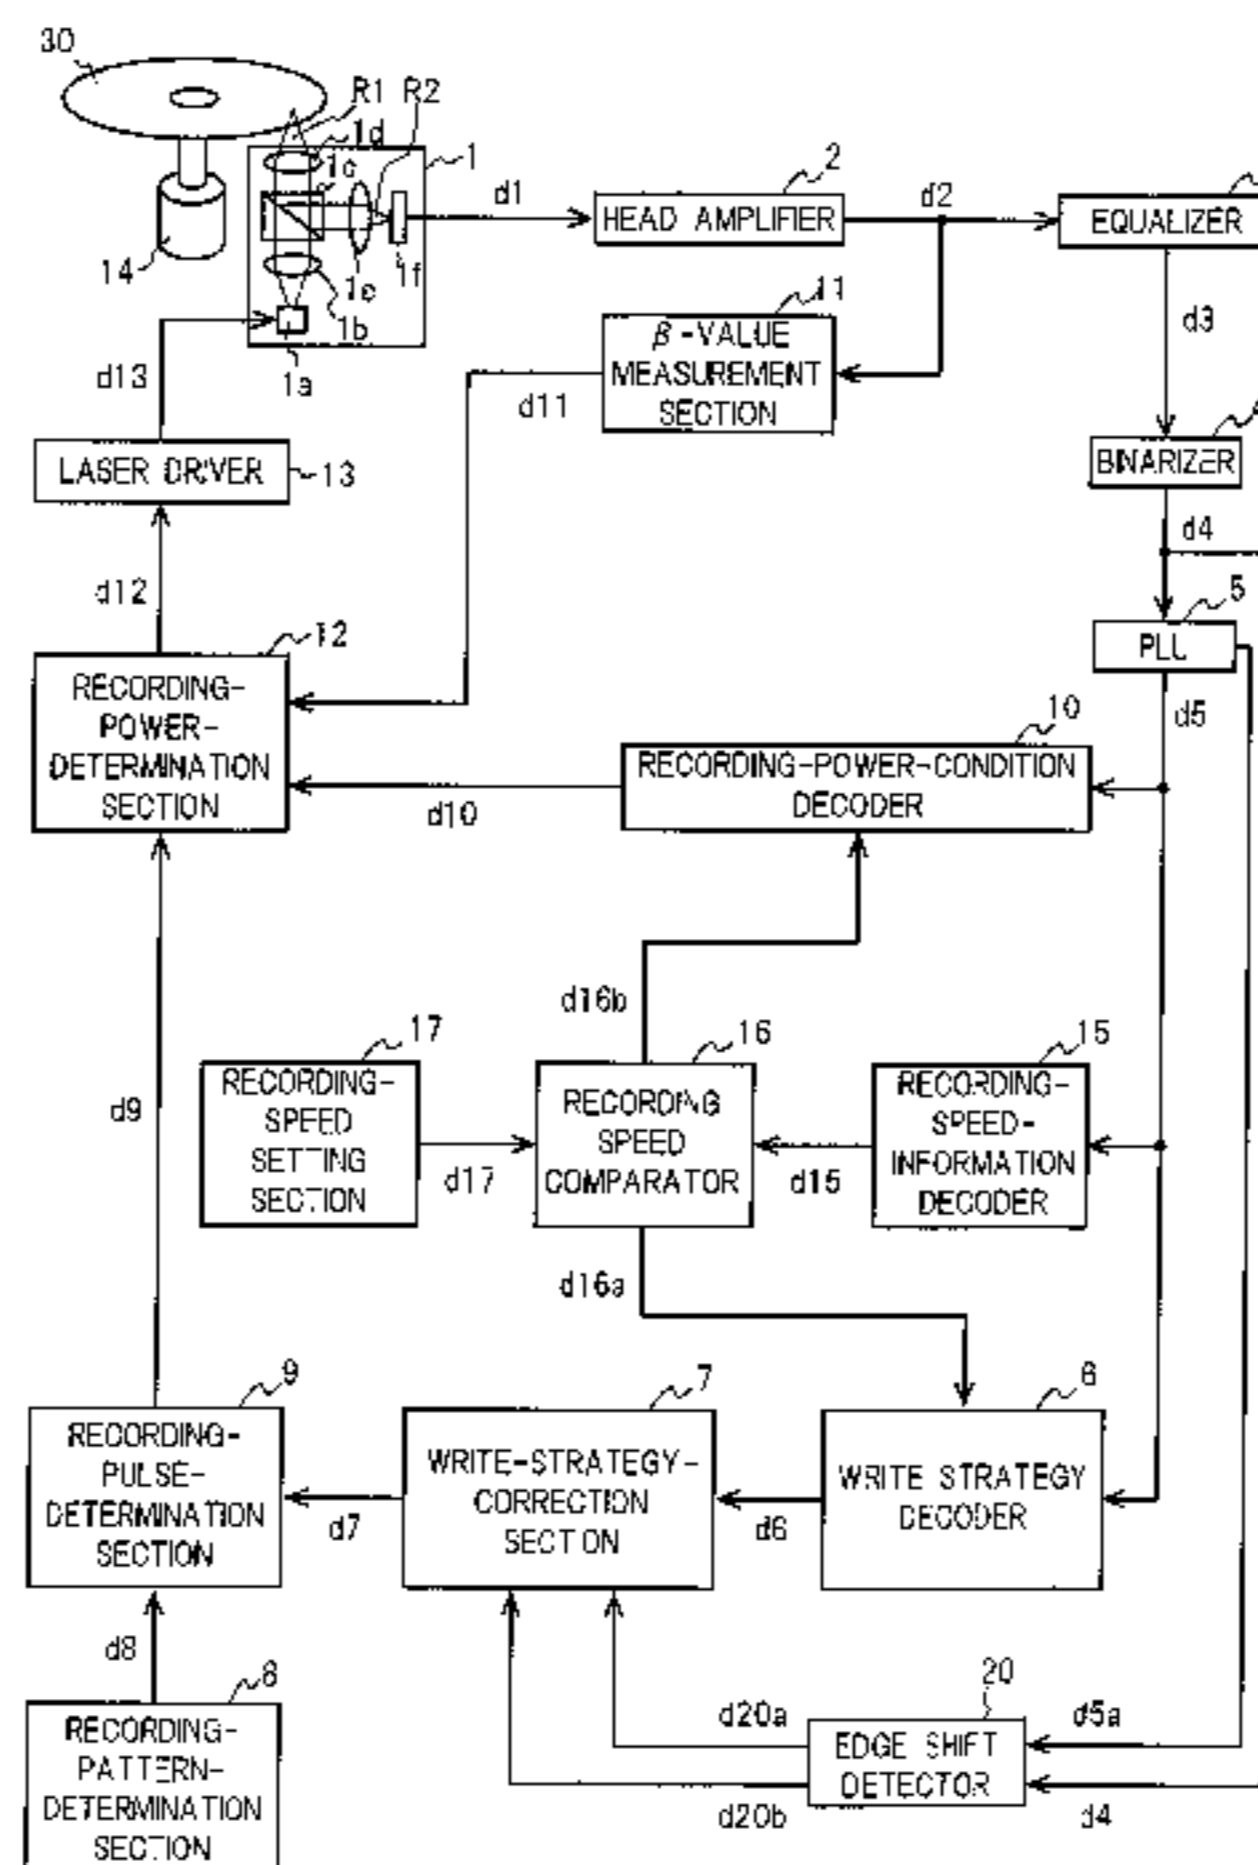 30
R1 R2
1d
1
1c
14
1e
1f
1b
1a
d1
2
HEAD AMPLIFIER
d2
EQUALIZER
11
β-VALUE
MEASUREMENT
SECTION
d3
d13
d11
LASER DRIVER
13
BINARIZER
d4
d12
5
PLL
12
RECORDING-
POWER-
DETERMINATION
SECTION
d5
10
RECORDING-POWER-CONDITION
DECODER
d10
d16b
17
RECORDING-
SPEED
SETTING
SECTION
d17
16
RECORDING
SPEED
COMPARATOR
d15
15
RECORDING-
SPEED-
INFORMATION
DECODER
d9
d16a
9
RECORDING-
PULSE-
DETERMINATION
SECTION
d7
7
WRITE-STRATEGY-
CORRECTION
SECTION
d6
6
WRITE STRATEGY
DECODER
d8
8
RECORDING-
PATTERN-
DETERMINATION
SECTION
d20a
20
EDGE SHIFT
DETECTOR
d5a
d20b
d4